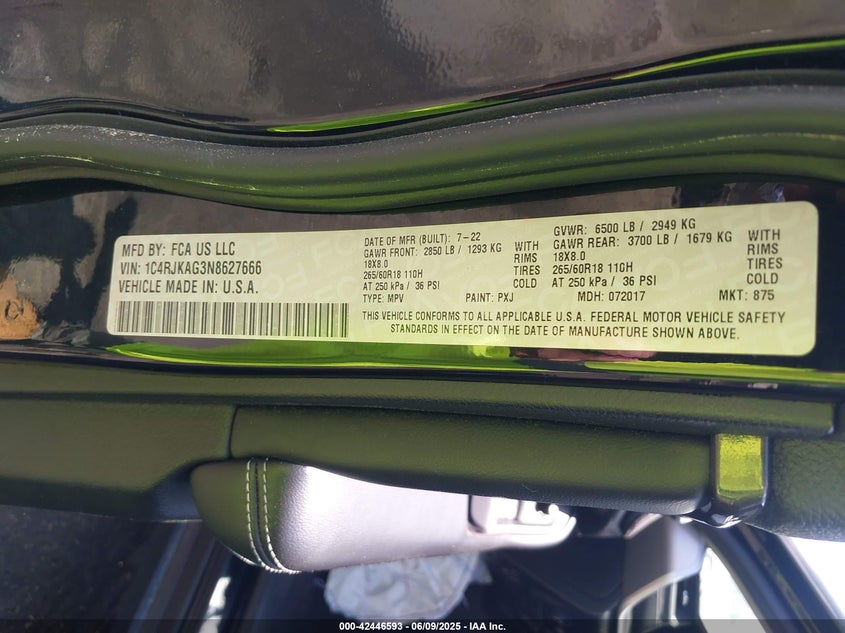 MFD BY: FCA US LLC
VIN: 1C4RJKAG3N8627666
VEHICLE MADE IN: U.S.A.
DATE OF MFR (BUILT): 7-22
GAWR FRONT: 2850 LB / 1293 KG WITH
18X8.0 RIMS
265/60R18 110H TIRES
AT 250 kPa / 36 PSI COLD
TYPE: MPV PAINT: PXJ
GVWR: 6500 LB / 2949 KG
GAWR REAR: 3700 LB / 1679 KG WITH
18X8.0 RIMS
265/60R18 110H TIRES
AT 250 kPa / 36 PSI COLD
MDH: 072017 MKT: 875
THIS VEHICLE CONFORMS TO ALL APPLICABLE U.S.A. FEDERAL MOTOR VEHICLE SAFETY
STANDARDS IN EFFECT ON THE DATE OF MANUFACTURE SHOWN ABOVE.
000-42446593 - 06/09/2025 - IAA Inc.